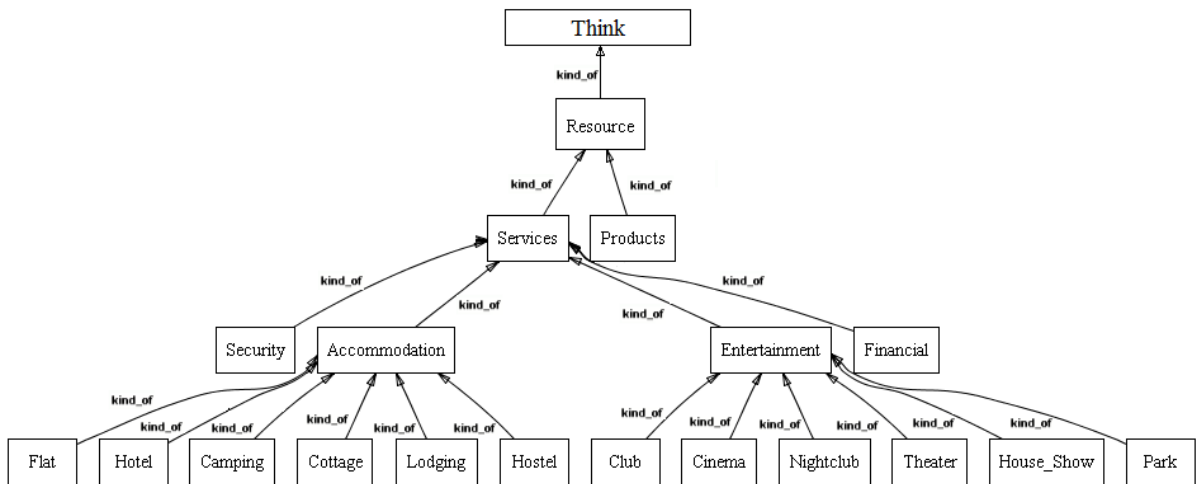 Think
kind_of
Resource
kind_of kind_of
Services Products
kind_of kind_of
kind_of kind_of
Security Accommodation Entertainment Financial
kind_of kind_of kind_of kind_of kind_of kind_of kind_of kind_of kind_of kind_of kind_of kind_of
Flat Hotel Camping Cottage Lodging Hostel Club Cinema Nightclub Theater House_Show Park